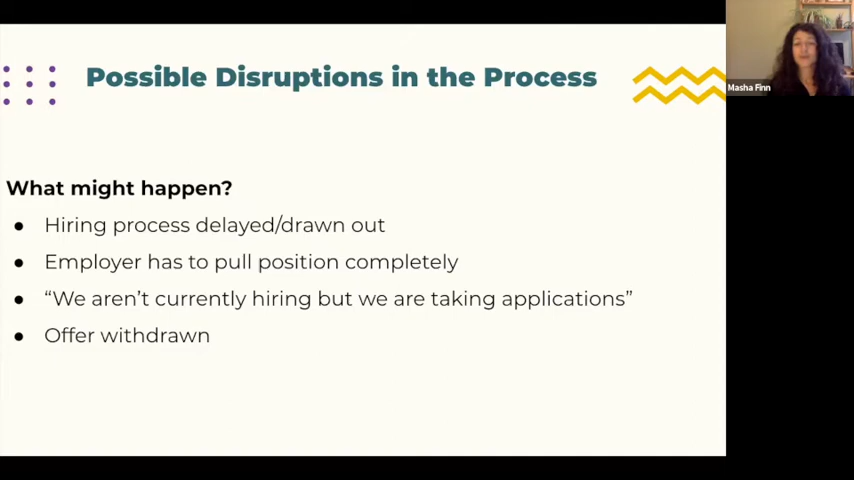 Possible Disruptions in the Process
Masha Finn
What might happen?
● Hiring process delayed/drawn out
● Employer has to pull position completely
● “We aren’t currently hiring but we are taking applications”
● Offer withdrawn